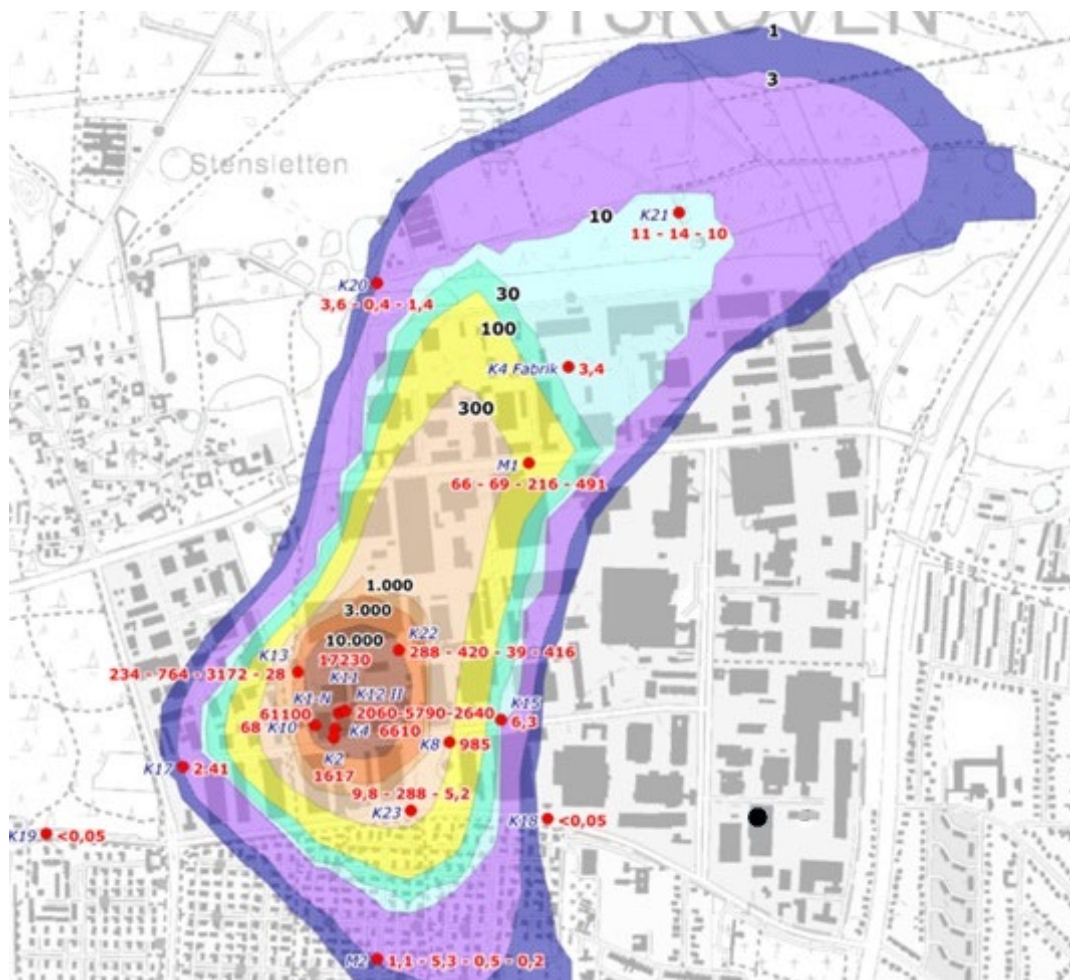 VESTSKOVEN
1
3
Stensletten
10
K21
11 - 14 - 10
K20
3,6 - 0,4 - 1,4
30
100
K4 Fabrik 3,4
300
M1
66 - 69 - 216 - 491
1.000
3.000
10.000
K22
288 - 420 - 39 - 416
K13
17230
234 - 764 - 3172 - 28
K11
K1-N K12 III
61100 2060-5790-2640
K15
6,3
68 K10 K4 6610
K8 985
K2
1617
K17 2.41
9,8 - 288 - 5,2
K23
K18 <0,05
K19 <0,05
M2 1,1 - 5,3 - 0,5 - 0,2